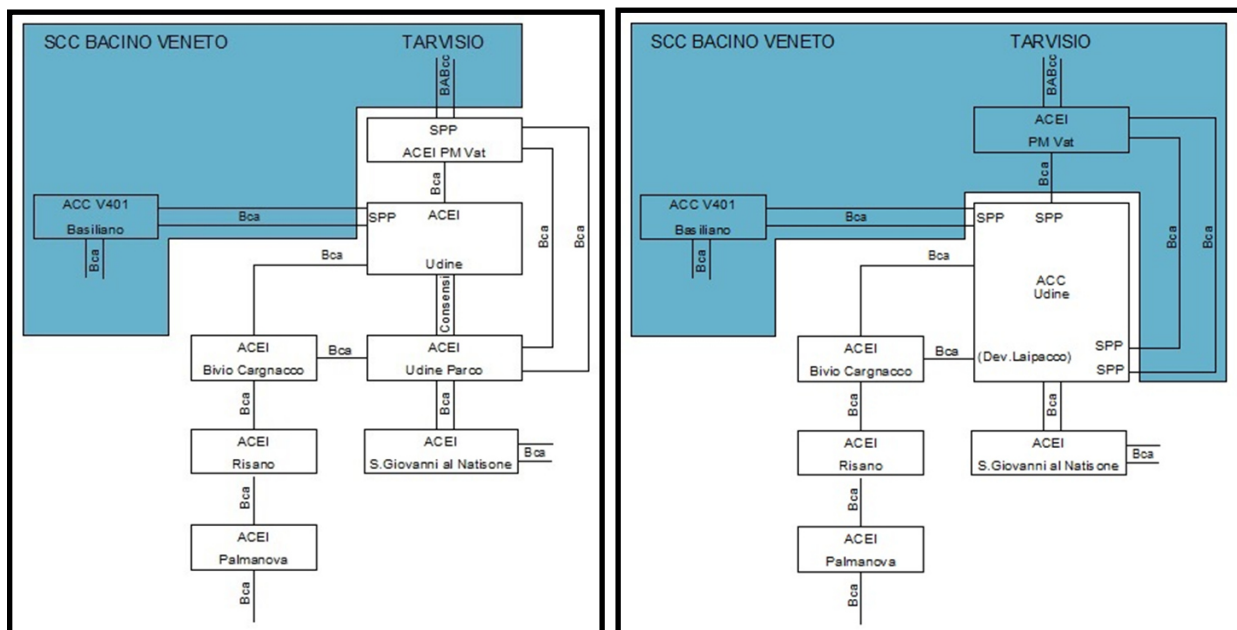 SCC BACINO VENETO
TARVISIO
BABcc
SPP
ACEI PM Vat
Bca
ACC V401
Basiliano
Bca
Bca
SPP
ACEI
Udine
Bca
Bca
Bca
Consensi
ACEI
Bivio Cargnacco
Bca
ACEI
Udine Parco
Bca
Bca
ACEI
Risano
ACEI
S.Giovanni al Natisone
Bca
Bca
ACEI
Palmanova
Bca
SCC BACINO VENETO
TARVISIO
BABcc
ACEI
PM Vat
Bca
ACC V401
Basiliano
Bca
Bca
SPP
SPP
Bca
Bca
Bca
ACC
Udine
SPP
(Dev.Laipacco)
SPP
ACEI
Bivio Cargnacco
Bca
Bca
Bca
ACEI
Risano
ACEI
S.Giovanni al Natisone
Bca
Bca
ACEI
Palmanova
Bca